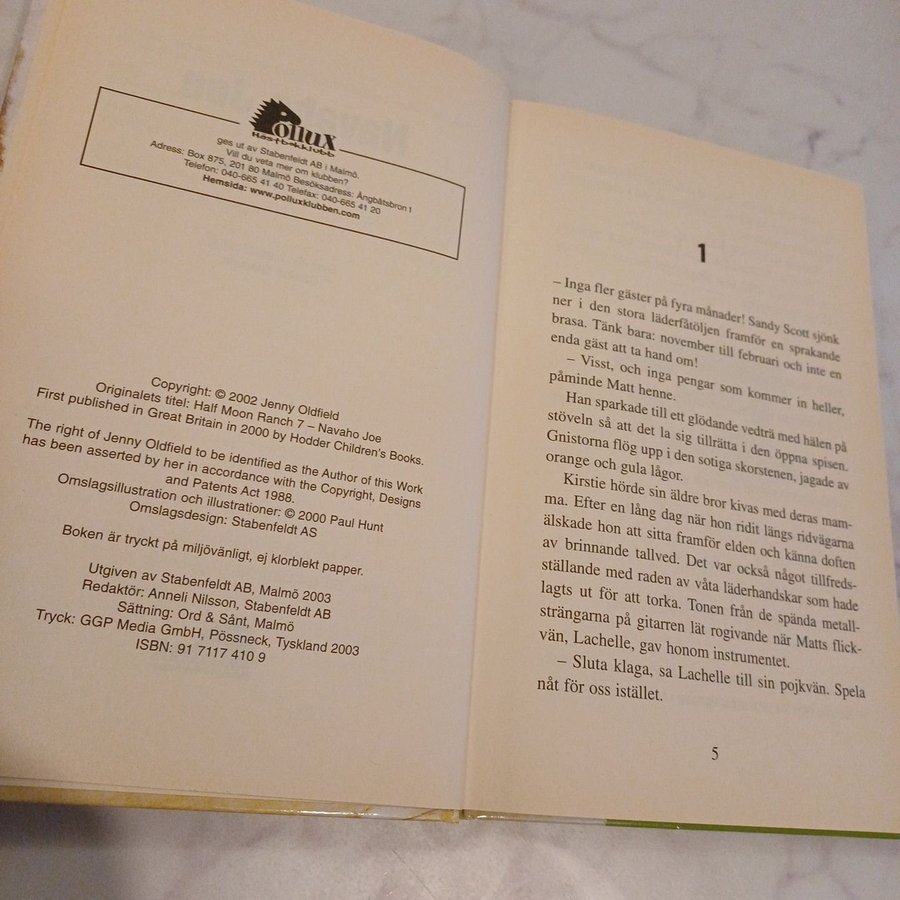 Pollux
Hästbokklubb
ges ut av Stabenfeldt AB i Malmö.
Vill du veta mer om klubben?
Adress: Box 875, 201 80 Malmö Besöksadress: Ångbåtsbron 1
Telefon: 040-665 41 40 Telefax: 040-665 41 20
Hemsida: www.polluxklubben.com
Copyright: © 2002 Jenny Oldfield
Originalets titel: Half Moon Ranch 7 – Navaho Joe
First published in Great Britain in 2000 by Hodder Children's Books.
The right of Jenny Oldfield to be identified as the Author of this Work
has been asserted by her in accordance with the Copyright, Designs
and Patents Act 1988.
Omslagsillustration och illustrationer: © 2000 Paul Hunt
Omslagsdesign: Stabenfeldt AS
Boken är tryckt på miljövänligt, ej klorblekt papper.
Utgiven av Stabenfeldt AB, Malmö 2003
Redaktör: Anneli Nilsson, Stabenfeldt AB
Sättning: Ord & Sånt, Malmö
Tryck: GGP Media GmbH, Pössneck, Tyskland 2003
ISBN: 91 7117 410 9
1
– Inga fler gäster på fyra månader! Sandy Scott sjönk
ner i den stora läderfåtöljen framför en sprakande
brasa. Tänk bara: november till februari och inte en
enda gäst att ta hand om!
– Visst, och inga pengar som kommer in heller,
påminde Matt henne.
Han sparkade till ett glödande vedträ med hälen på
stöveln så att det la sig tillrätta i den öppna spisen.
Gnistorna flög upp i den sotiga skorstenen, jagade av
orange och gula lågor.
Kirstie hörde sin äldre bror kivas med deras mam-
ma. Efter en lång dag när hon ridit längs ridvägarna
älskade hon att sitta framför elden och känna doften
av brinnande tallved. Det var också något tillfreds-
ställande med raden av våta läderhandskar som hade
lagts ut för att torka. Tonen från de spända metall-
strängarna på gitarren lät rogivande när Matts flick-
vän, Lachelle, gav honom instrumentet.
– Sluta klaga, sa Lachelle till sin pojkvän. Spela
nåt för oss istället.
5